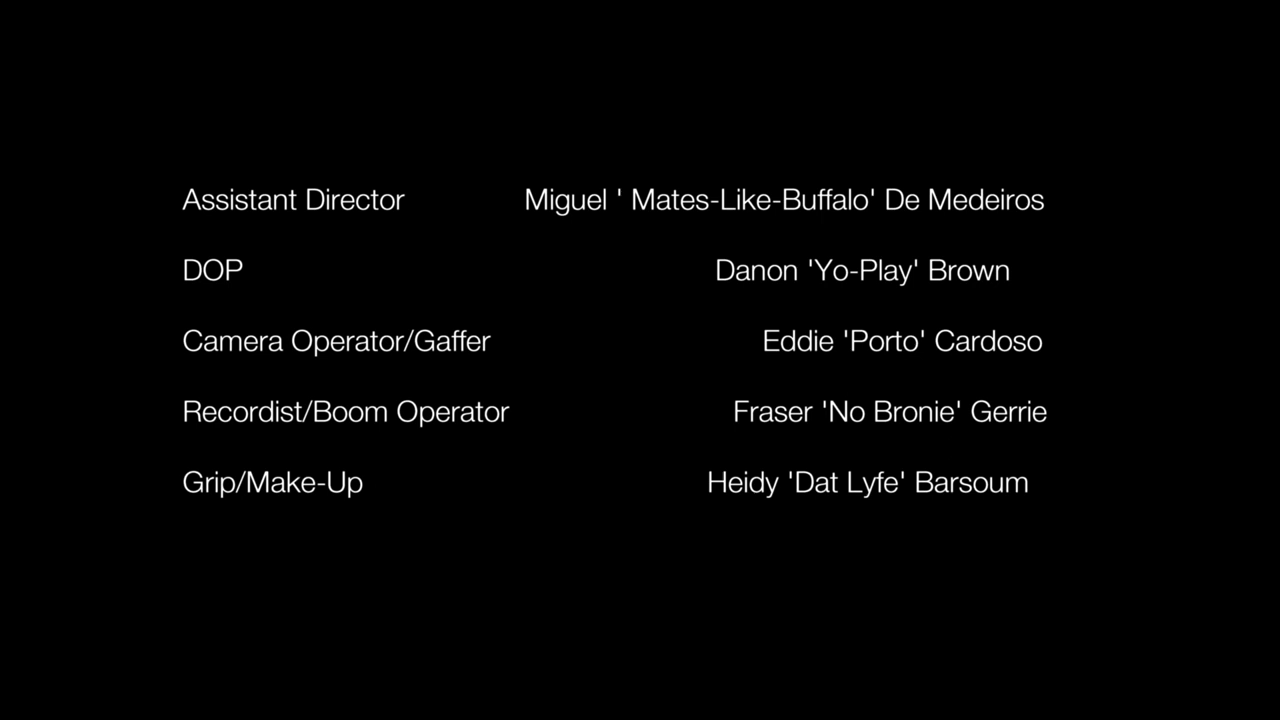 Assistant Director Miguel ' Mates-Like-Buffalo' De Medeiros
DOP Danon 'Yo-Play' Brown
Camera Operator/Gaffer Eddie 'Porto' Cardoso
Recordist/Boom Operator Fraser 'No Bronie' Gerrie
Grip/Make-Up Heidy 'Dat Lyfe' Barsoum